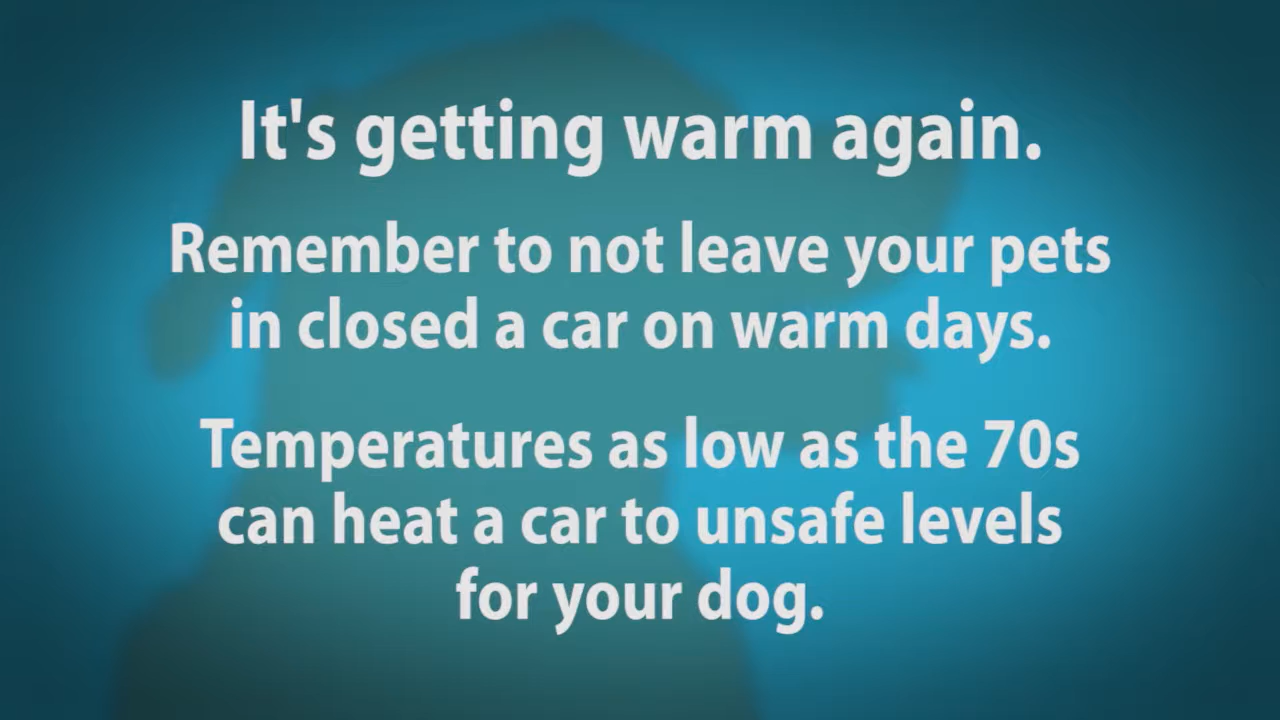 It's getting warm again.
Remember to not leave your pets
in closed a car on warm days.
Temperatures as low as the 70s
can heat a car to unsafe levels
for your dog.